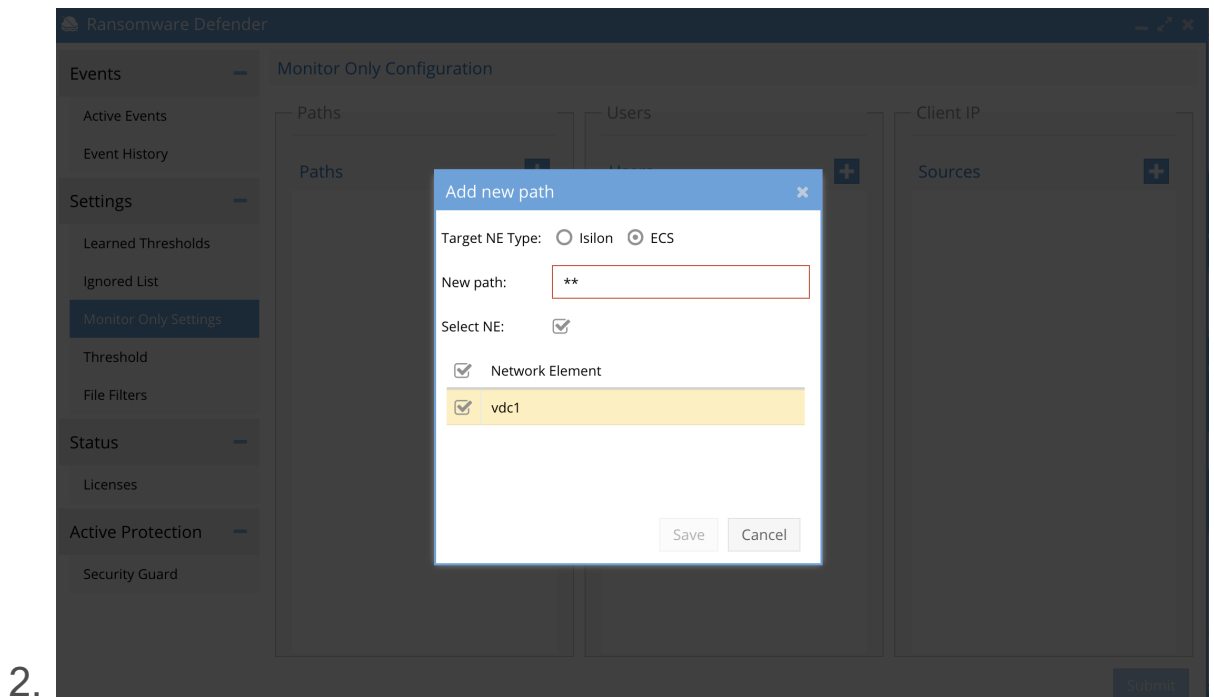 Ransomware Defender
Events
Active Events
Event History
Settings
Learned Thresholds
Ignored List
Monitor Only Settings
Threshold
File Filters
Status
Licenses
Active Protection
Security Guard
Monitor Only Configuration
Paths
Paths
Users
Client IP
Sources
Add new path
Target NE Type: Isilon ECS
New path: **
Select NE:
Network Element
vdc1
Save Cancel
Submit
2.